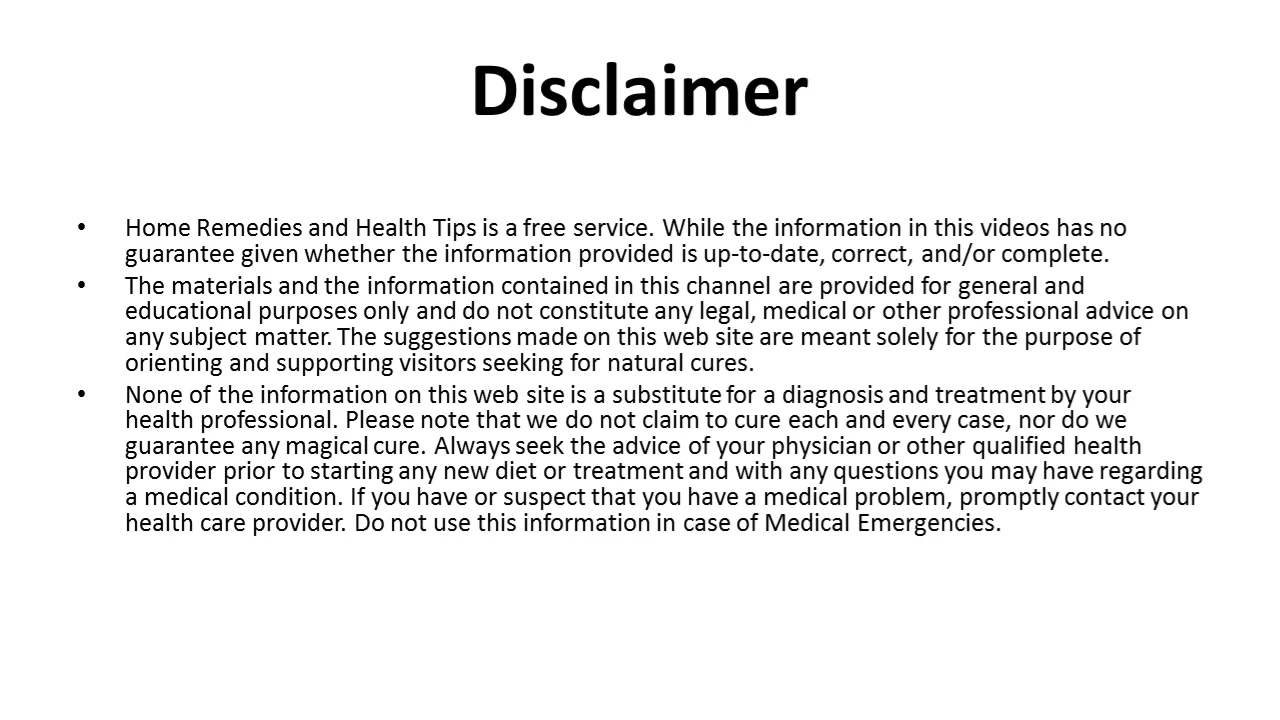 Disclaimer
• Home Remedies and Health Tips is a free service. While the information in this videos has no
guarantee given whether the information provided is up-to-date, correct, and/or complete.
• The materials and the information contained in this channel are provided for general and
educational purposes only and do not constitute any legal, medical or other professional advice on
any subject matter. The suggestions made on this web site are meant solely for the purpose of
orienting and supporting visitors seeking for natural cures.
• None of the information on this web site is a substitute for a diagnosis and treatment by your
health professional. Please note that we do not claim to cure each and every case, nor do we
guarantee any magical cure. Always seek the advice of your physician or other qualified health
provider prior to starting any new diet or treatment and with any questions you may have regarding
a medical condition. If you have or suspect that you have a medical problem, promptly contact your
health care provider. Do not use this information in case of Medical Emergencies.